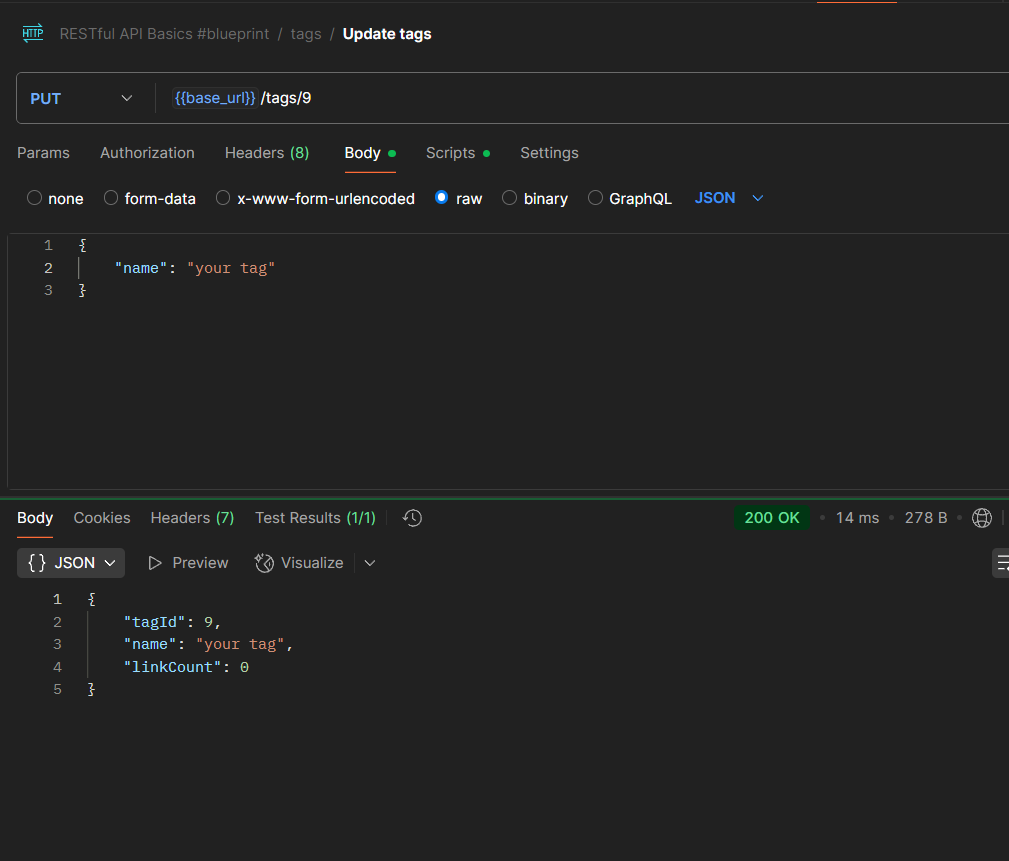 HTTP RESTful API Basics #blueprint / tags / Update tags
PUT {{base_url}} /tags/9
Params Authorization Headers (8) Body Scripts Settings
none form-data x-www-form-urlencoded raw binary GraphQL JSON
1 {
2 "name": "your tag"
3 }
Body Cookies Headers (7) Test Results (1/1) 200 OK 14 ms 278 B
{} JSON Preview Visualize
1 {
2 "tagId": 9,
3 "name": "your tag",
4 "linkCount": 0
5 }